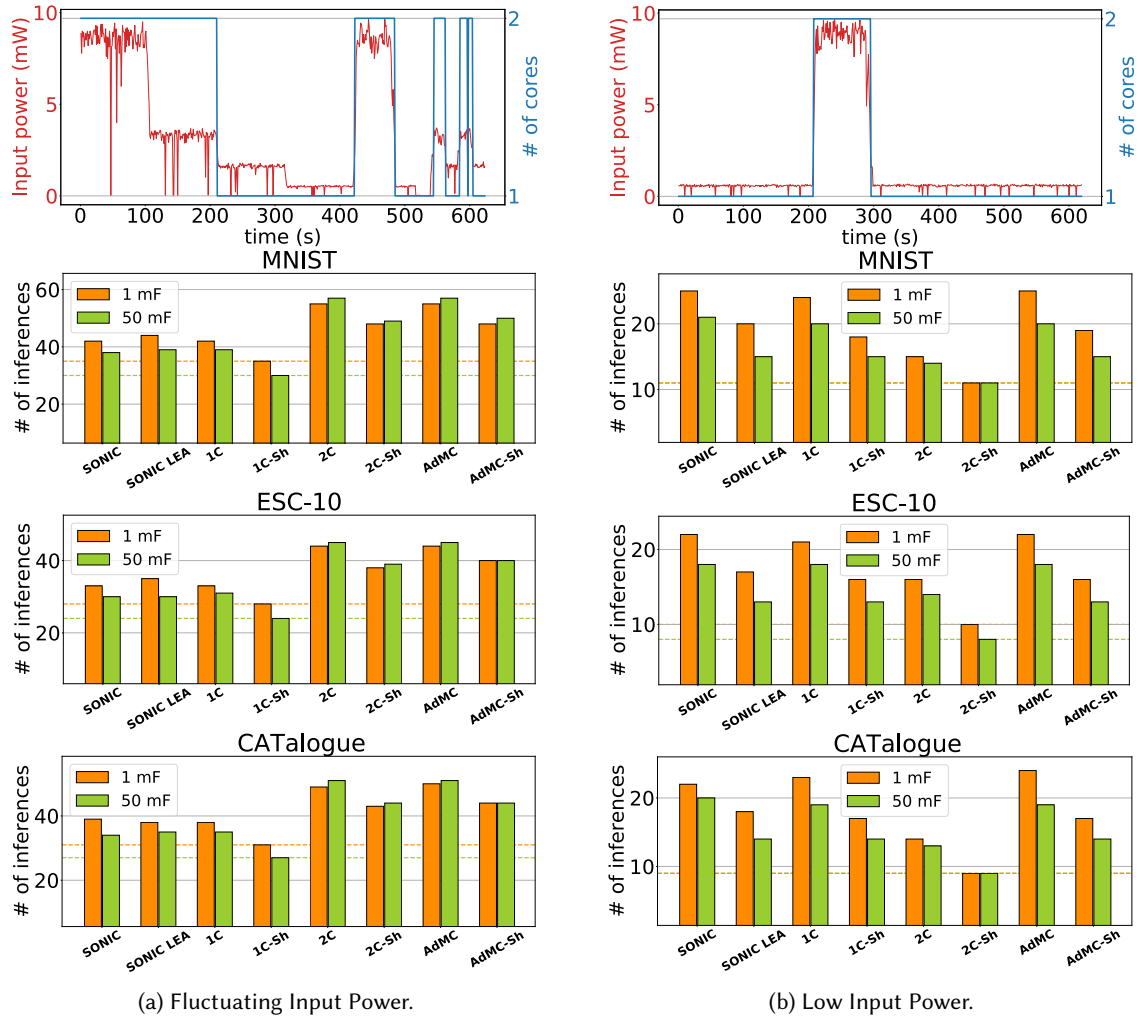 10
5
0
Input power (mW)
2
1
# of cores
0 100 200 300 400 500 600
time (s)
MNIST
60
40
20
# of inferences
1 mF
50 mF
SONIC SONIC LEA 1C 1C-Sh 2C 2C-Sh AdMC AdMC-Sh
ESC-10
40
20
# of inferences
1 mF
50 mF
SONIC SONIC LEA 1C 1C-Sh 2C 2C-Sh AdMC AdMC-Sh
CATalogue
40
20
# of inferences
1 mF
50 mF
SONIC SONIC LEA 1C 1C-Sh 2C 2C-Sh AdMC AdMC-Sh
(a) Fluctuating Input Power.
10
5
0
Input power (mW)
2
1
# of cores
0 100 200 300 400 500 600
time (s)
MNIST
20
10
# of inferences
1 mF
50 mF
SONIC SONIC LEA 1C 1C-Sh 2C 2C-Sh AdMC AdMC-Sh
ESC-10
20
10
# of inferences
1 mF
50 mF
SONIC SONIC LEA 1C 1C-Sh 2C 2C-Sh AdMC AdMC-Sh
CATalogue
20
10
# of inferences
1 mF
50 mF
SONIC SONIC LEA 1C 1C-Sh 2C 2C-Sh AdMC AdMC-Sh
(b) Low Input Power.